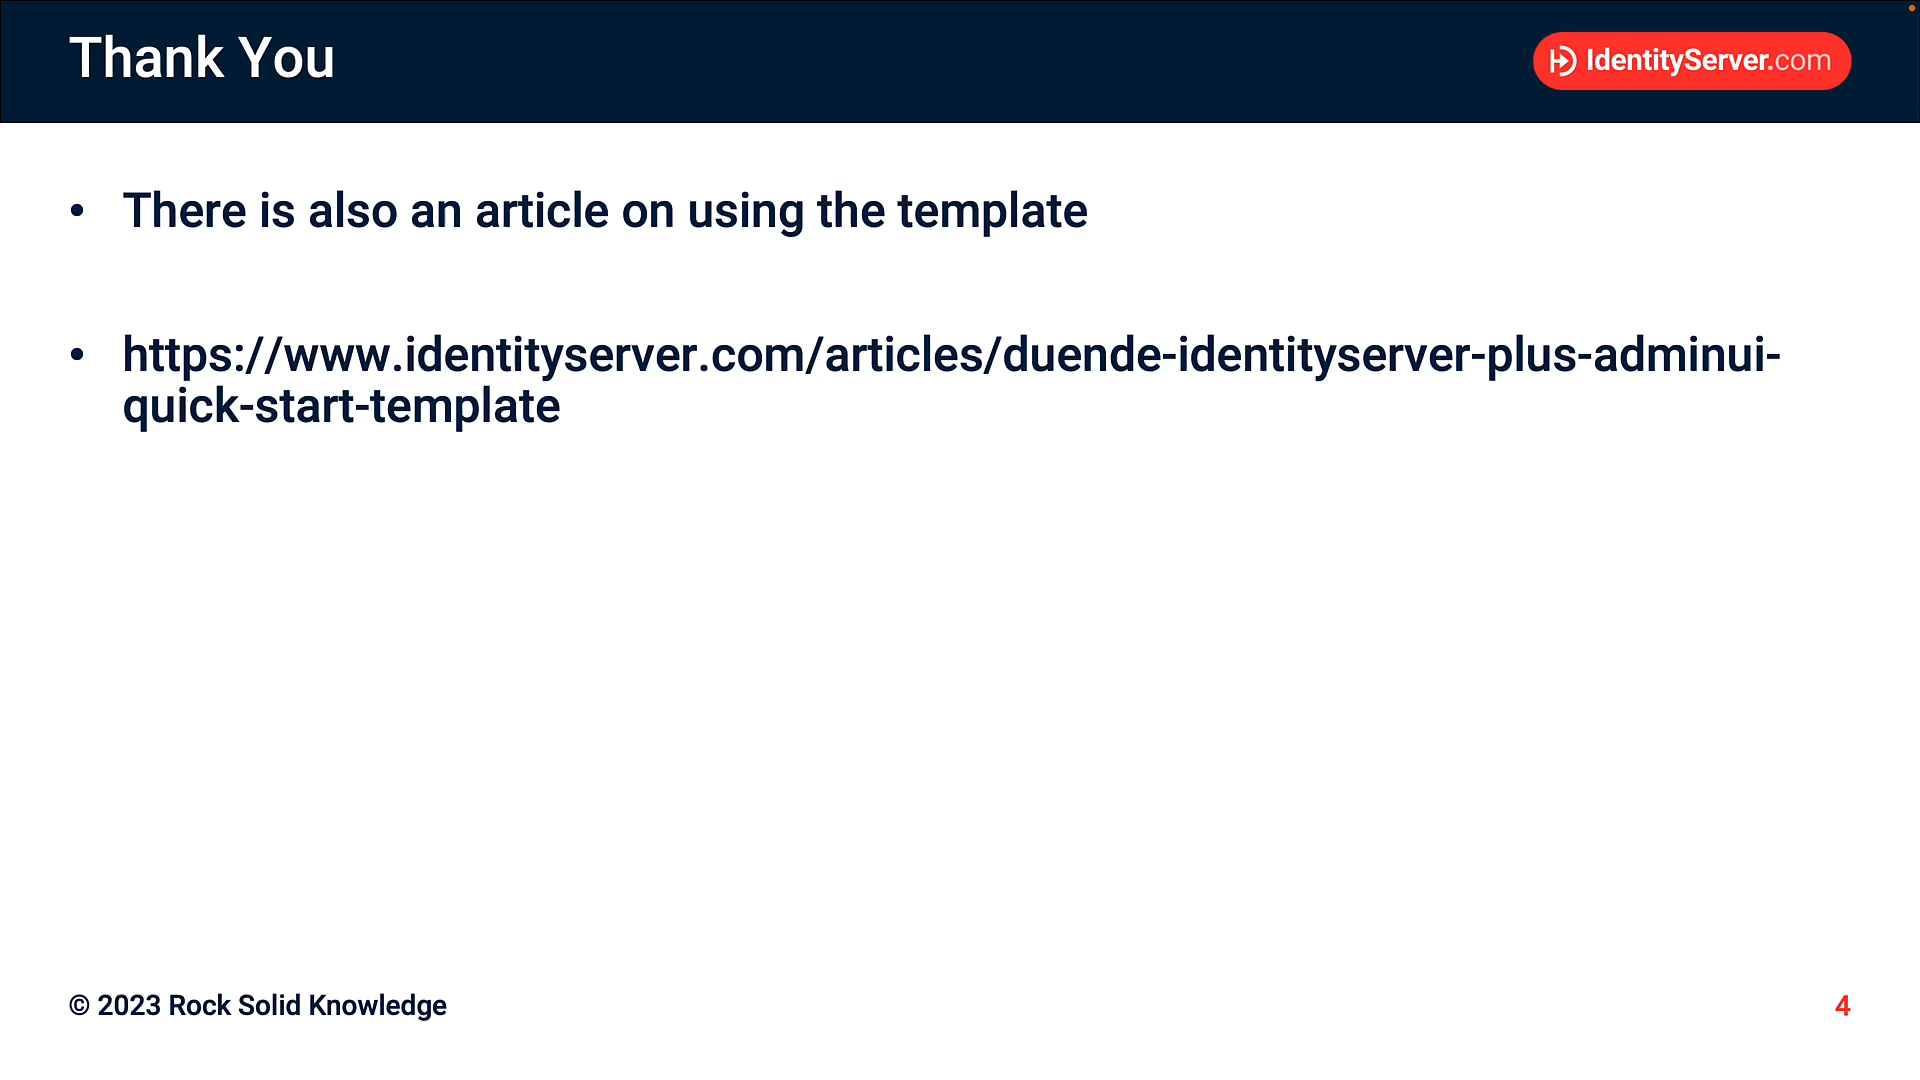 Thank You
IdentityServer.com
• There is also an article on using the template
• https://www.identityserver.com/articles/duende-identityserver-plus-adminui-
quick-start-template
© 2023 Rock Solid Knowledge
4